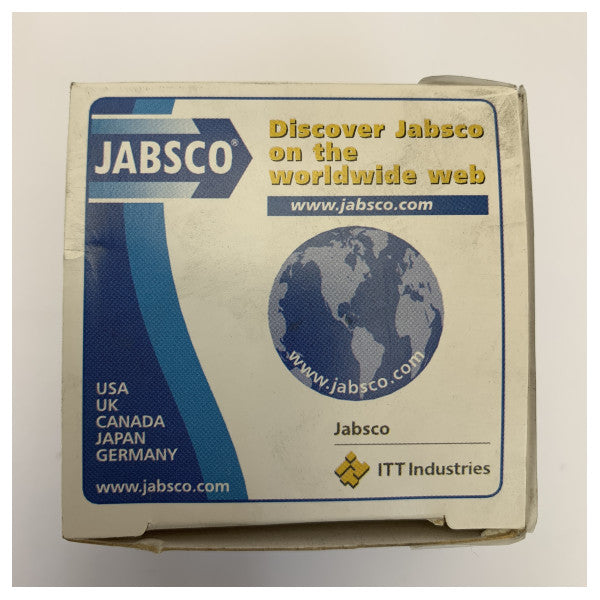 JABSCO®
Discover Jabsco
on the
worldwide web
www.jabsco.com
www.jabsco.com
USA
UK
CANADA
JAPAN
GERMANY
www.jabsco.com
Jabsco
ITT Industries